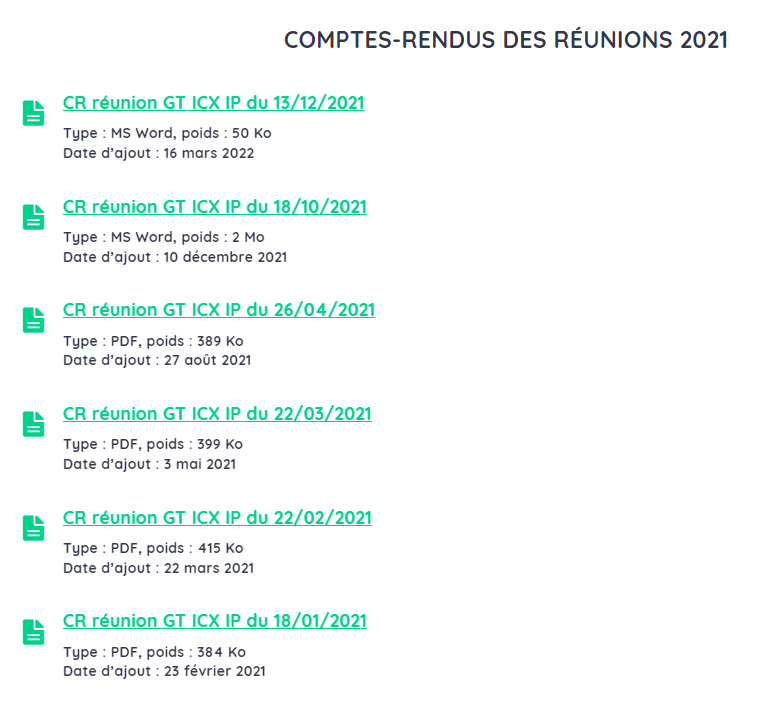 COMPTES-RENDUS DES RÉUNIONS 2021
CR réunion GT ICX IP du 13/12/2021
Type : MS Word, poids : 50 Ko
Date d'ajout : 16 mars 2022
CR réunion GT ICX IP du 18/10/2021
Type : MS Word, poids : 2 Mo
Date d'ajout : 10 décembre 2021
CR réunion GT ICX IP du 26/04/2021
Type : PDF, poids : 389 Ko
Date d'ajout : 27 août 2021
CR réunion GT ICX IP du 22/03/2021
Type : PDF, poids : 399 Ko
Date d'ajout : 3 mai 2021
CR réunion GT ICX IP du 22/02/2021
Type : PDF, poids : 415 Ko
Date d'ajout : 22 mars 2021
CR réunion GT ICX IP du 18/01/2021
Type : PDF, poids : 384 Ko
Date d'ajout : 23 février 2021